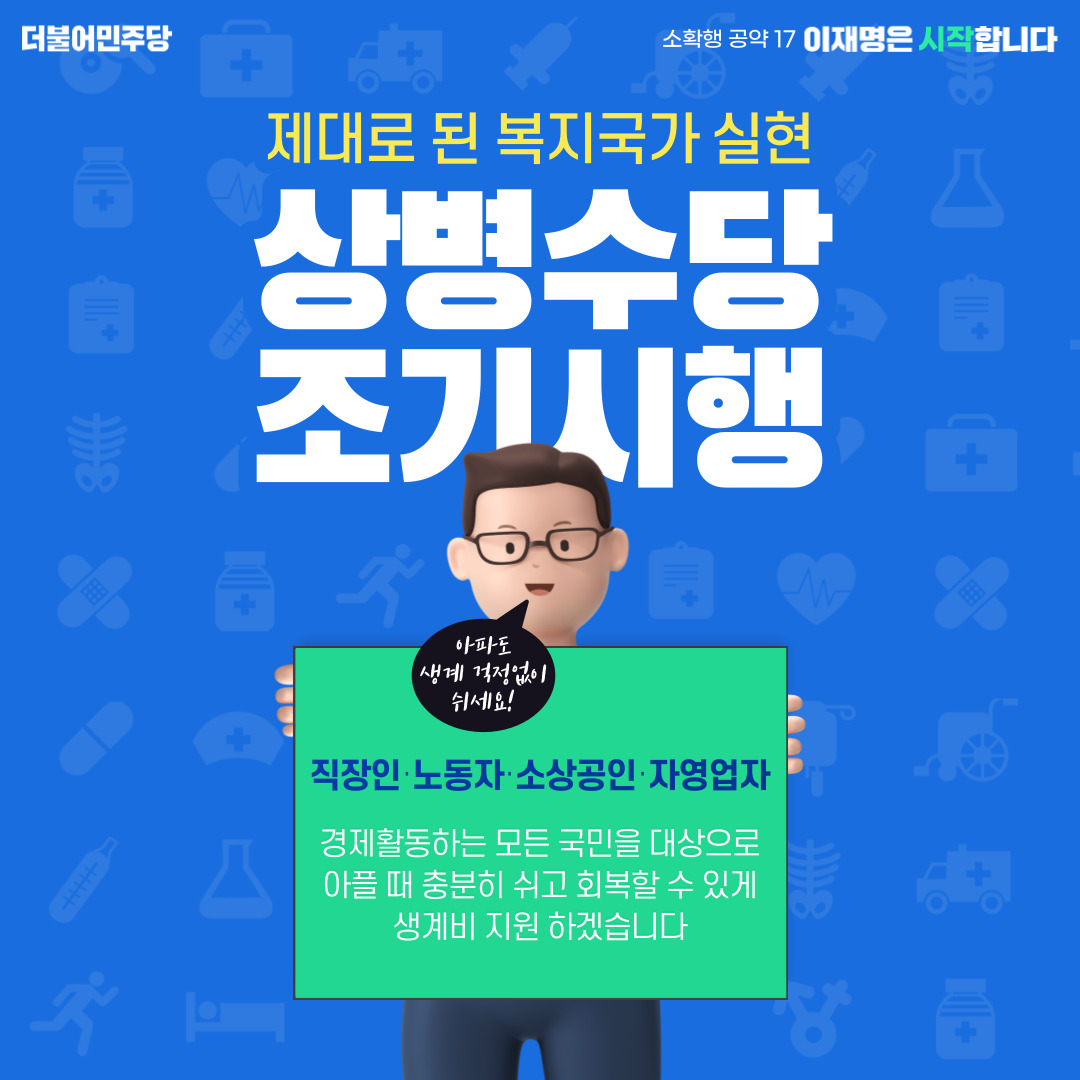 더불어민주당
소확행 공약 17 이재명은 시작합니다
제대로 된 복지국가 실현
상병수당
조기시행
아파도
생계 걱정없이
쉬세요!
직장인·노동자·소상공인·자영업자
경제활동하는 모든 국민을 대상으로
아플 때 충분히 쉬고 회복할 수 있게
생계비 지원 하겠습니다